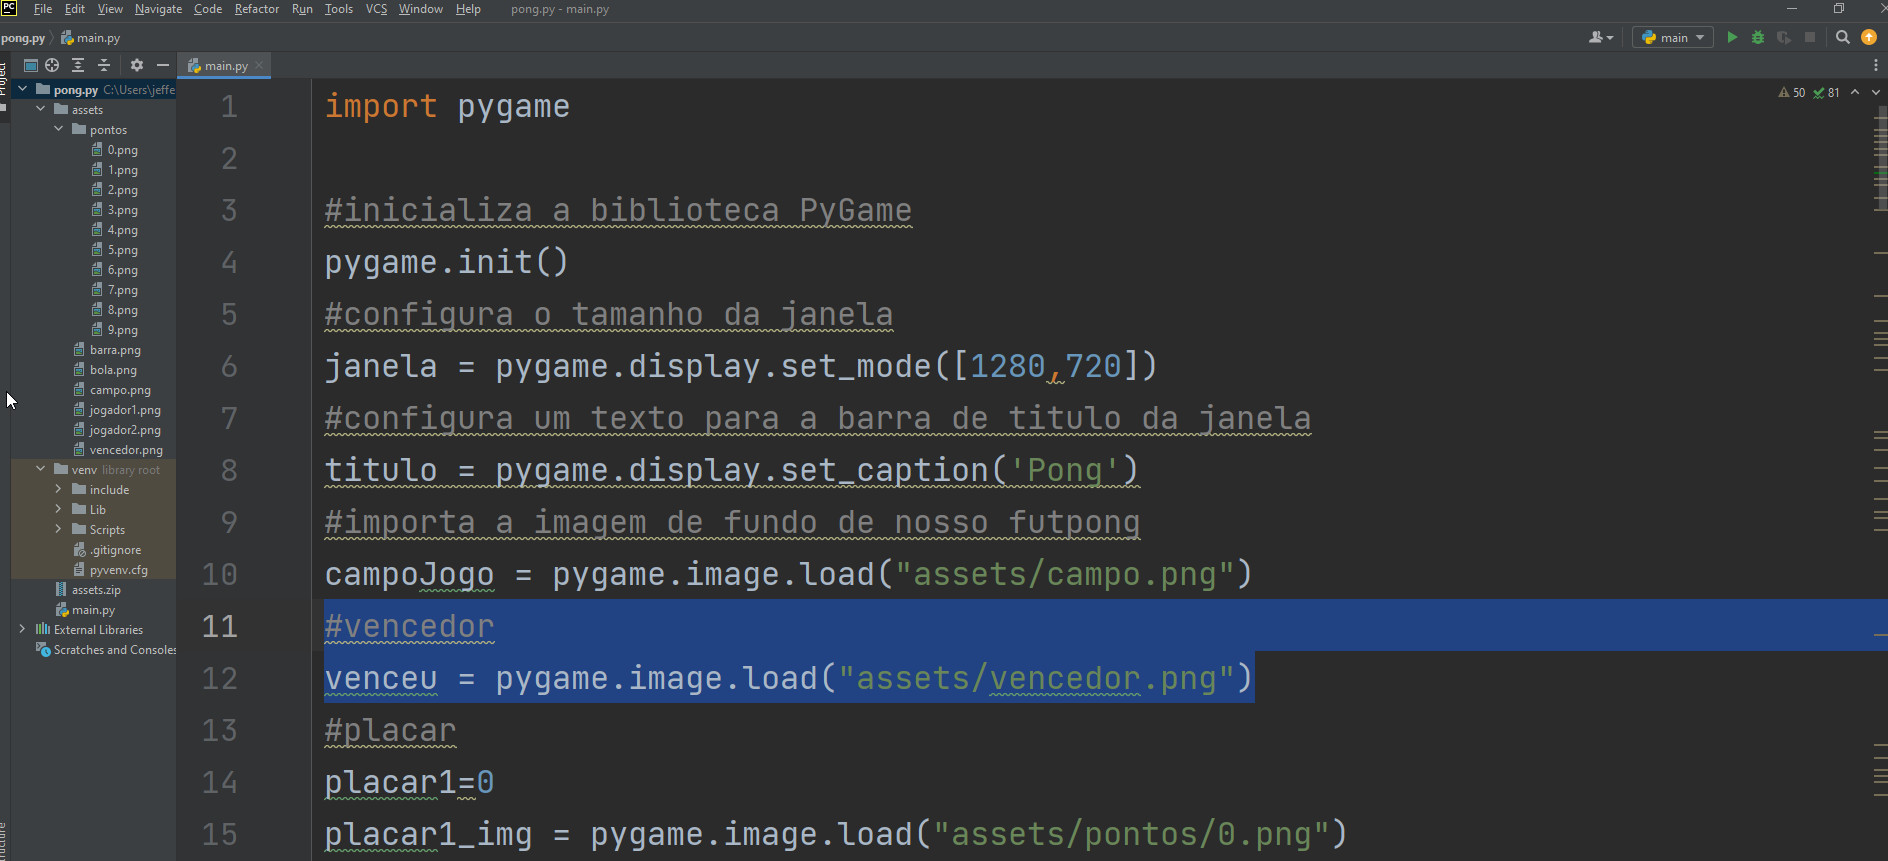 PC File Edit View Navigate Code Refactor Run Tools VCS Window Help pong.py - main.py
pong.py main.py main
Project
main.py
pong.py C:\Users\jeffe
assets
pontos
0.png
1.png
2.png
3.png
4.png
5.png
6.png
7.png
8.png
9.png
barra.png
bola.png
campo.png
jogador1.png
jogador2.png
vencedor.png
venv library root
include
Lib
Scripts
.gitignore
pyvenv.cfg
assets.zip
main.py
External Libraries
Scratches and Consoles
50 81
1 import pygame
2
3 #inicializa a biblioteca PyGame
4 pygame.init()
5 #configura o tamanho da janela
6 janela = pygame.display.set_mode([1280,720])
7 #configura um texto para a barra de titulo da janela
8 titulo = pygame.display.set_caption('Pong')
9 #importa a imagem de fundo de nosso futpong
10 campoJogo = pygame.image.load("assets/campo.png")
11 #vencedor
12 venceu = pygame.image.load("assets/vencedor.png")
13 #placar
14 placar1=0
15 placar1_img = pygame.image.load("assets/pontos/0.png")